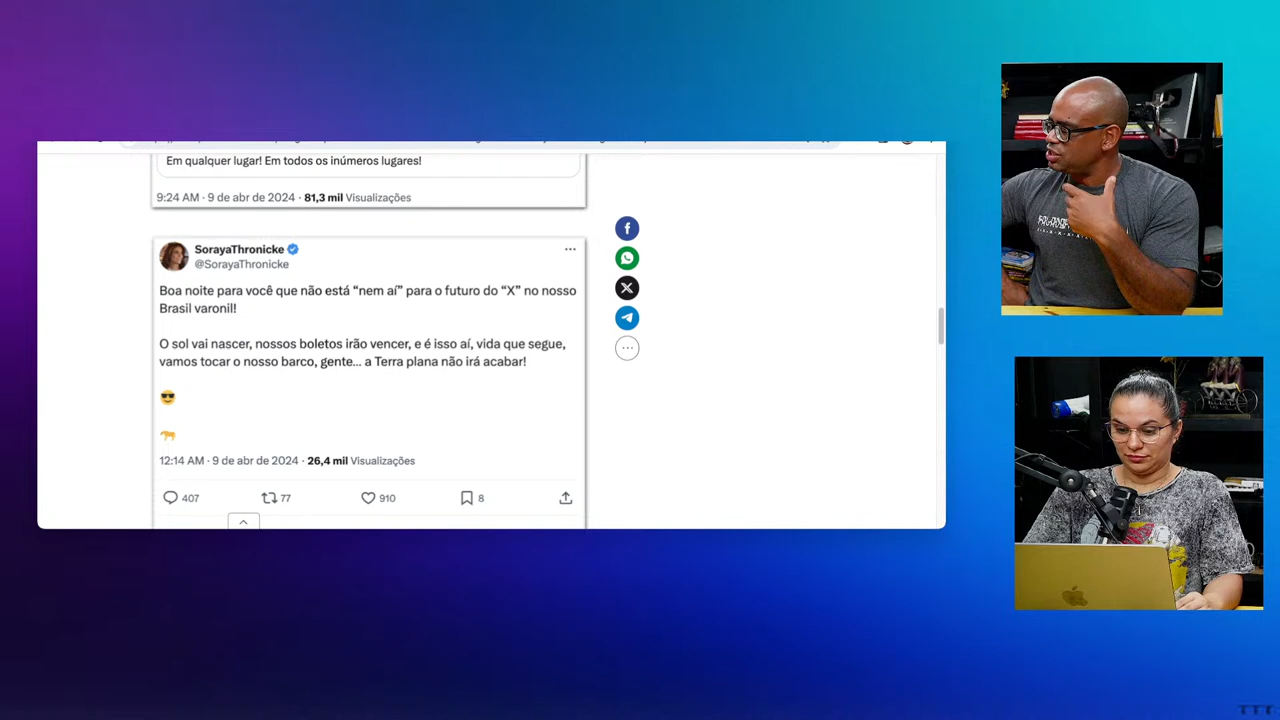 Em qualquer lugar! Em todos os inúmeros lugares!
9:24 AM · 9 de abr de 2024 · 81,3 mil Visualizações
SorayaThronicke
@SorayaThronicke
Boa noite para você que não está “nem aí” para o futuro do “X” no nosso
Brasil varonil!
O sol vai nascer, nossos boletos irão vencer, e é isso aí, vida que segue,
vamos tocar o nosso barco, gente... a Terra plana não irá acabar!
12:14 AM · 9 de abr de 2024 · 26,4 mil Visualizações
407 77 910 8